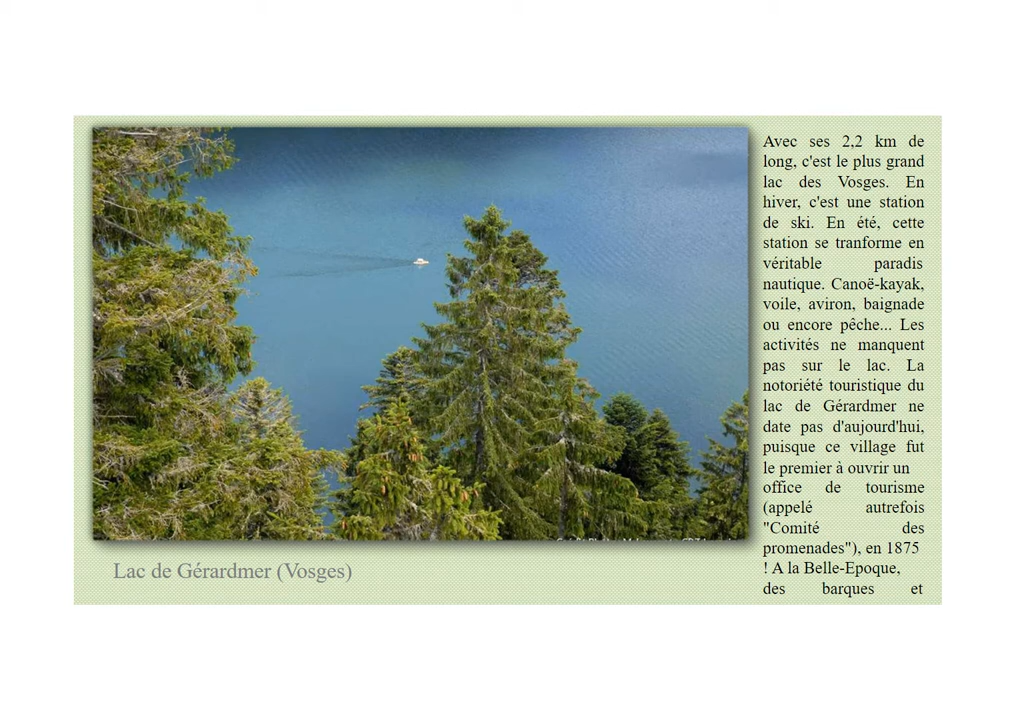 Avec ses 2,2 km de
long, c'est le plus grand
lac des Vosges. En
hiver, c'est une station
de ski. En été, cette
station se tranforme en
véritable paradis
nautique. Canoë-kayak,
voile, aviron, baignade
ou encore pêche... Les
activités ne manquent
pas sur le lac. La
notoriété touristique du
lac de Gérardmer ne
date pas d'aujourd'hui,
puisque ce village fut
le premier à ouvrir un
office de tourisme
(appelé autrefois
"Comité des
promenades"), en 1875
! A la Belle-Epoque,
des barques et
Lac de Gérardmer (Vosges)